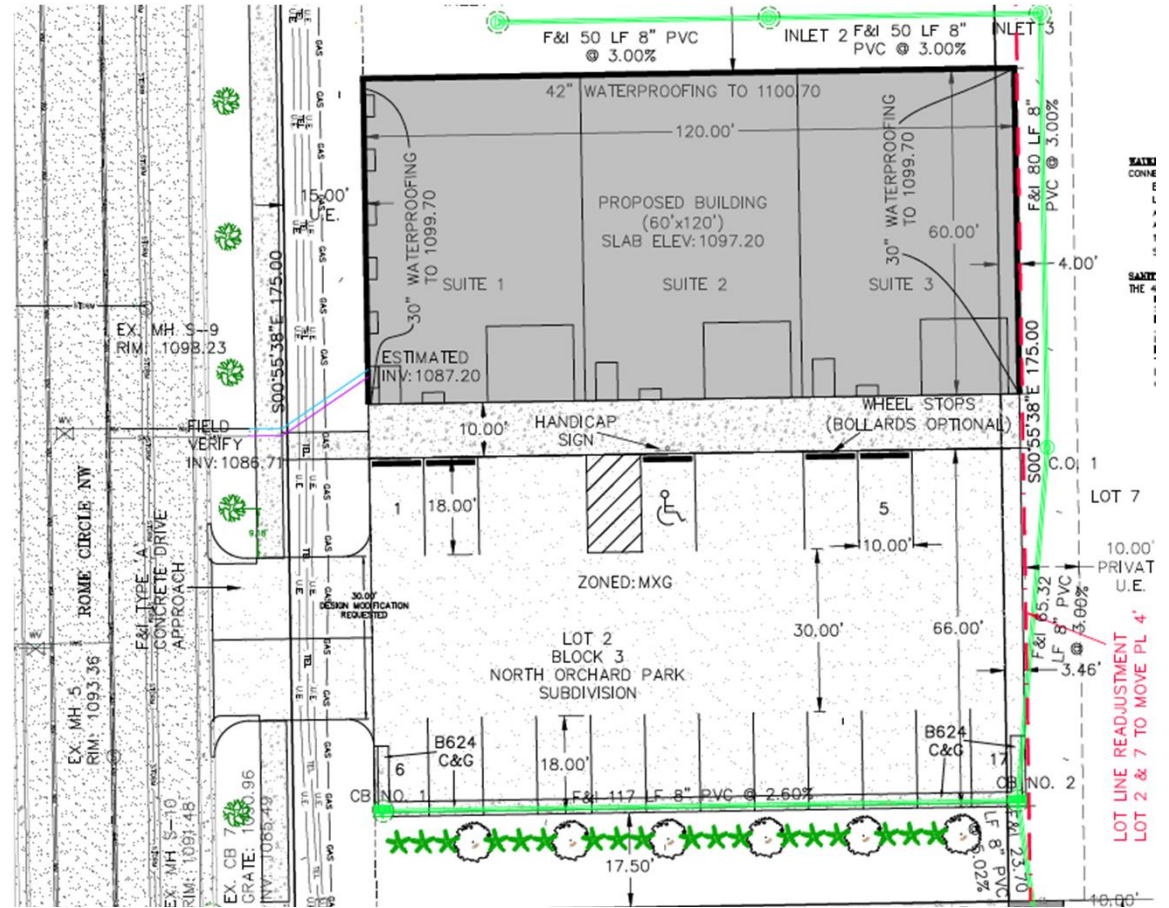 F&I 50 LF 8" PVC
@ 3.00%
INLET 2
F&I 50 LF 8"
PVC @ 3.00%
INLET 3
42" WATERPROOFING TO 1100.70
120.00'
30" WATERPROOFING
TO 1099.70
PROPOSED BUILDING
(60'x120')
SLAB ELEV:1097.20
30" WATERPROOFING
TO 1099.70
60.00'
SUITE 1
SUITE 2
SUITE 3
F&I 80 LF 8"
PVC @ 3.00%
4.00'
15.00'
U.E.
S00°55'38"E 175.00
S00°55'38"E 175.00
EX. MH S-9
RIM: 1098.23
ESTIMATED
INV:1087.20
FIELD
VERIFY
INV:1086.71
10.00'
HANDICAP
SIGN
WHEEL STOPS
(BOLLARDS OPTIONAL)
C.O. 1
LOT 7
1
18.00'
5
10.00'
10.00'
PRIVAT
U.E.
ROME CIRCLE NW
F&I TYPE 'A'
CONCRETE DRIVE
APPROACH
30.00'
DESIGN MODIFICATION
REQUESTED
ZONED: MXG
LOT 2
BLOCK 3
NORTH ORCHARD PARK
SUBDIVISION
30.00'
66.00'
F&I 65.32
LF 8" PVC
@ 3.00%
3.46'
LOT LINE READJUSTMENT
LOT 2 & 7 TO MOVE PL 4'
EX. MH 5
RIM: 1093.36
EX. MH S-10
RIM: 1091.48
EX. CB 7
GRATE
6
B624
C&G
18.00'
B624
C&G
17
CB NO. 1
F&I 117 LF 8" PVC @ 2.60%
CB NO. 2
17.50'
F&I 23.70
LF 8" PVC
10.00'
GAS
TEL
U.E.
WV
WV
STORM